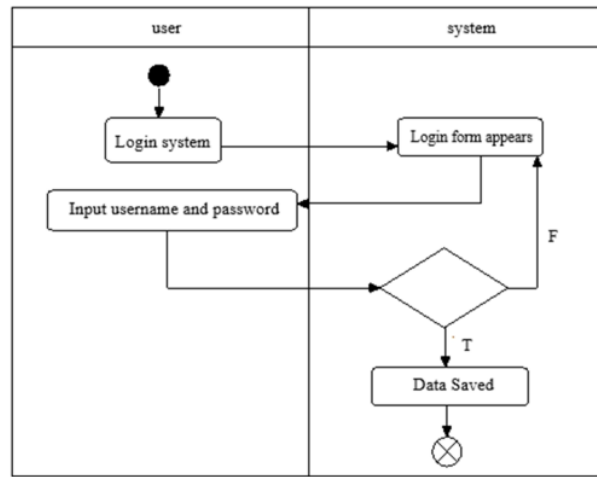 user
system
Login system
Login form appears
Input username and password
F
T
Data Saved